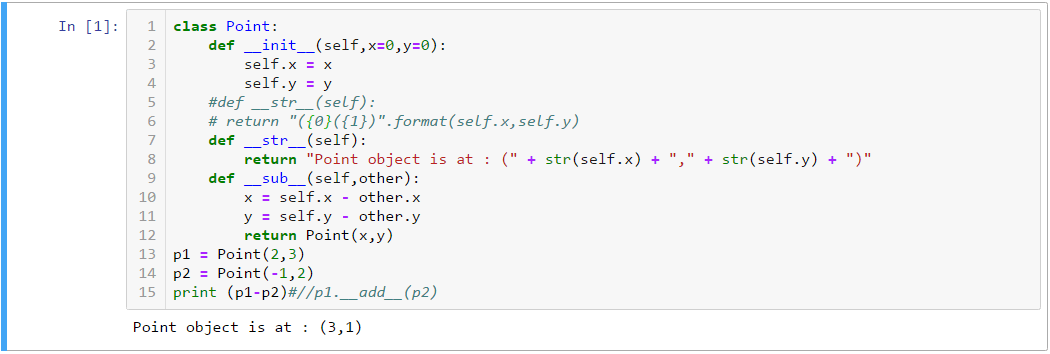 In [1]:
1 class Point:
2     def __init__(self,x=0,y=0):
3         self.x = x
4         self.y = y
5     #def __str__(self):
6     # return "({0}({1})".format(self.x,self.y)
7     def __str__(self):
8         return "Point object is at : (" + str(self.x) + "," + str(self.y) + ")"
9     def __sub__(self,other):
10         x = self.x - other.x
11         y = self.y - other.y
12         return Point(x,y)
13 p1 = Point(2,3)
14 p2 = Point(-1,2)
15 print (p1-p2)#//p1.__add__(p2)
Point object is at : (3,1)